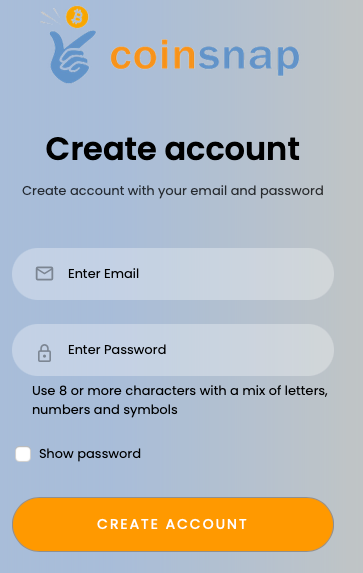 coinsnap
Create account
Create account with your email and password
Enter Email
Enter Password
Use 8 or more characters with a mix of letters,
numbers and symbols
Show password
CREATE ACCOUNT